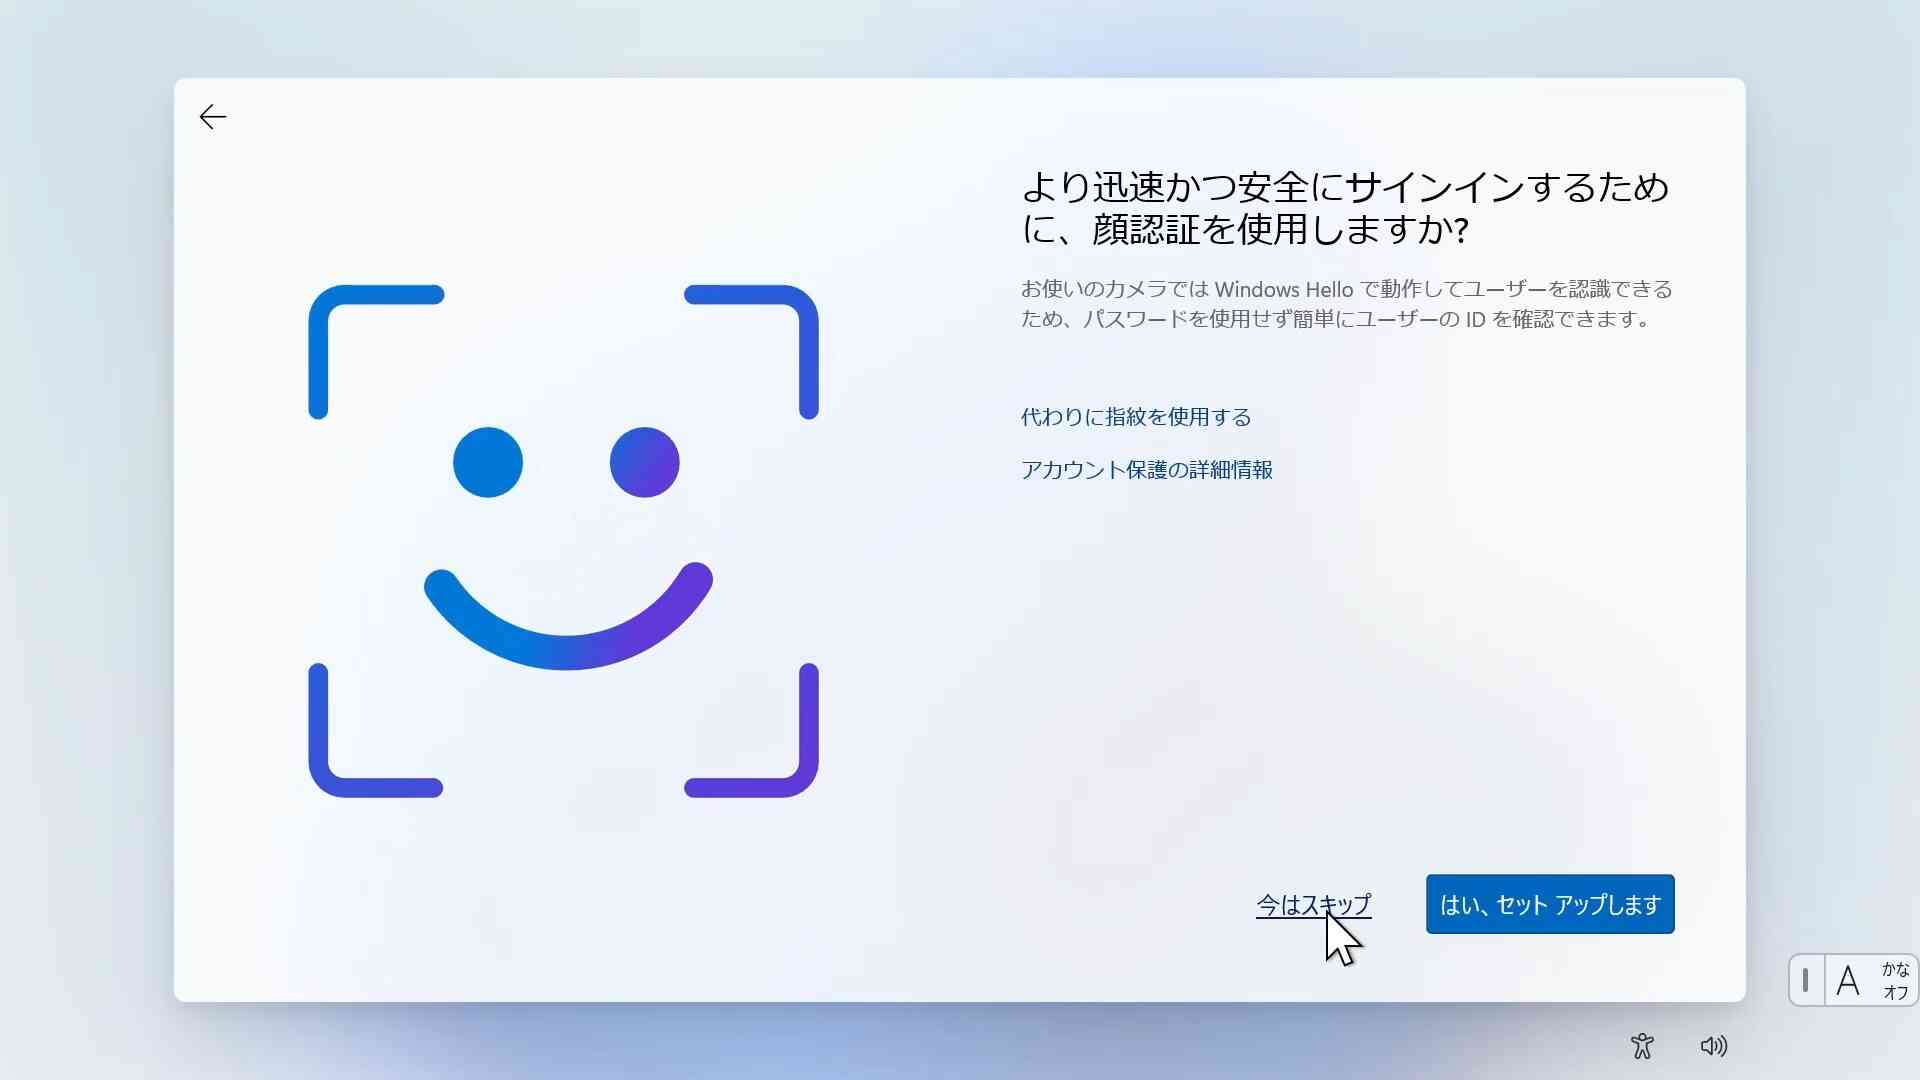 より迅速かつ安全にサインインするため
に、顔認証を使用しますか?
お使いのカメラでは Windows Hello で動作してユーザーを認識できる
ため、パスワードを使用せず簡単にユーザーの ID を確認できます。
代わりに指紋を使用する
アカウント保護の詳細情報
今はスキップ
はい、セット アップします
A
かな
オフ